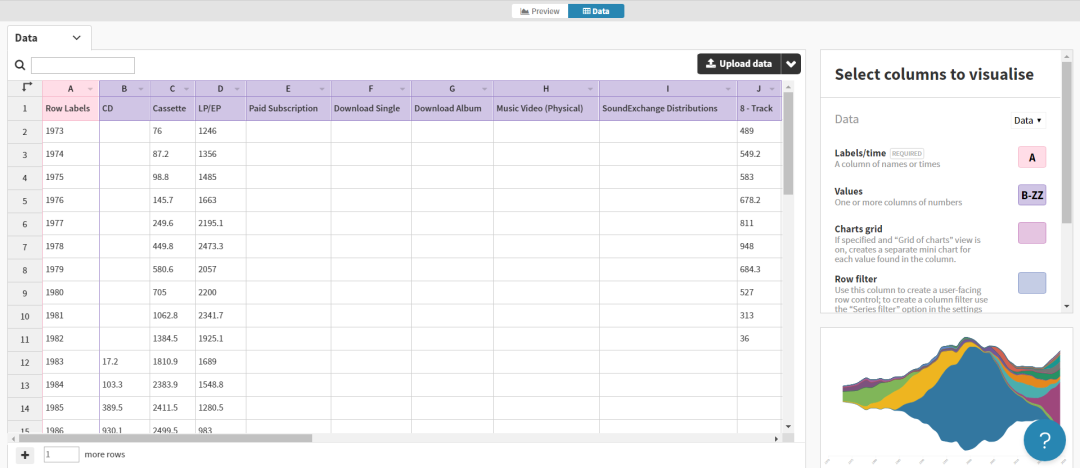 Preview Data
Data
Upload data
A B C D E F G H I J
1 Row Labels CD Cassette LP/EP Paid Subscription Download Single Download Album Music Video (Physical) SoundExchange Distributions 8 - Track
2 1973 76 1246 489
3 1974 87.2 1356 549.2
4 1975 98.8 1485 583
5 1976 145.7 1663 678.2
6 1977 249.6 2195.1 811
7 1978 449.8 2473.3 948
8 1979 580.6 2057 684.3
9 1980 705 2200 527
10 1981 1062.8 2341.7 313
11 1982 1384.5 1925.1 36
12 1983 17.2 1810.9 1689
13 1984 103.3 2383.9 1548.8
14 1985 389.5 2411.5 1280.5
15 1986 930.1 2499.5 983
1 more rows
Select columns to visualise
Data Data
Labels/time REQUIRED
A column of names or times
A
Values
One or more columns of numbers
B-ZZ
Charts grid
If specified and "Grid of charts" view is
on, creates a separate mini chart for
each value found in the column.
Row filter
Use this column to create a user-facing
row control; to create a column filter use
the "Series filter" option in the settings
?